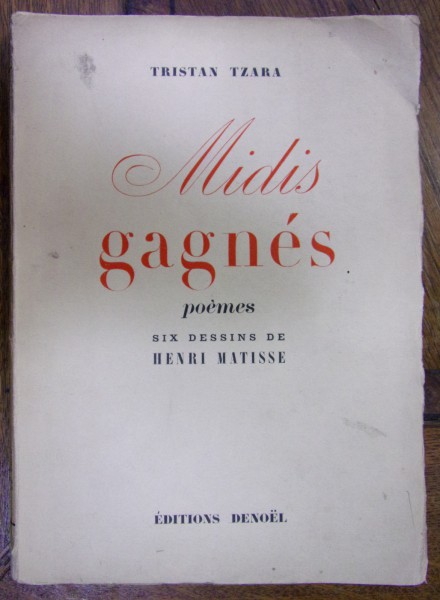 TRISTAN TZARA
Midis
gagnés
poèmes
SIX DESSINS DE
HENRI MATISSE
ÉDITIONS DENOËL